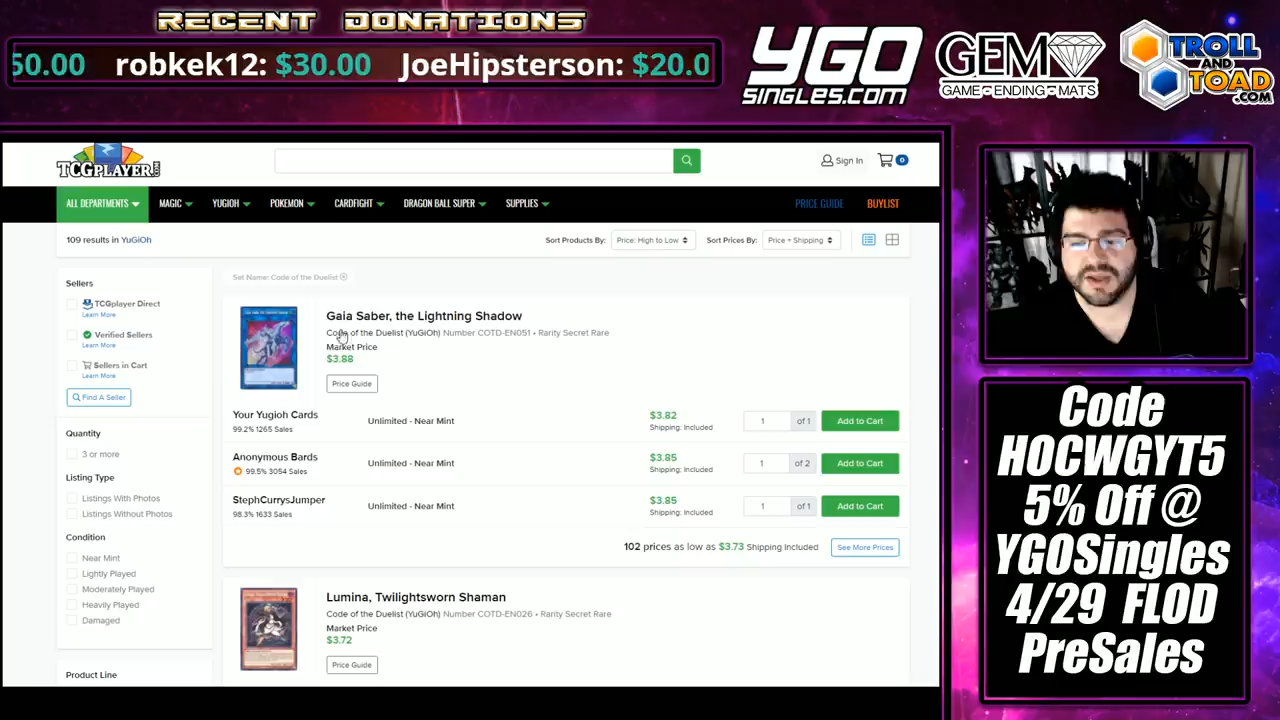 RECENT DONATIONS
50.00 robkek12: $30.00 JoeHipsterson: $20.0
YGO
SINGLES.COM
GEM
GAME-ENDING-MATS
TROLL
AND
TOAD
.COM
TCGPLAYER
Sign In
0
ALL DEPARTMENTS
MAGIC
YUGIOH
POKEMON
CARDFIGHT
DRAGON BALL SUPER
SUPPLIES
PRICE GUIDE
BUYLIST
109 results in YuGiOh
Sort Products By: Price: High to Low
Sort Prices By: Price + Shipping
Sellers
TCGplayer Direct
Learn More
Verified Sellers
Learn More
Sellers in Cart
Learn More
Find A Seller
Quantity
3 or more
Listing Type
Listings With Photos
Listings Without Photos
Condition
Near Mint
Lightly Played
Moderately Played
Heavily Played
Damaged
Product Line
Set Name: Code of the Duelist
Gaia Saber, the Lightning Shadow
Code of the Duelist (YuGiOh) Number COTD-EN051 • Rarity Secret Rare
Market Price
$3.88
Price Guide
Your Yugioh Cards
99.2% 1265 Sales
Unlimited - Near Mint
$3.82
Shipping: Included
1 of 1
Add to Cart
Anonymous Bards
99.5% 3054 Sales
Unlimited - Near Mint
$3.85
Shipping: Included
1 of 2
Add to Cart
StephCurrysJumper
98.3% 1633 Sales
Unlimited - Near Mint
$3.85
Shipping: Included
1 of 1
Add to Cart
102 prices as low as $3.73 Shipping Included
See More Prices
Lumina, Twilightsworn Shaman
Code of the Duelist (YuGiOh) Number COTD-EN026 • Rarity Secret Rare
Market Price
$3.72
Price Guide
Code
HOCWGYT5
5% Off @
YGOSingles
4/29 FLOD
PreSales